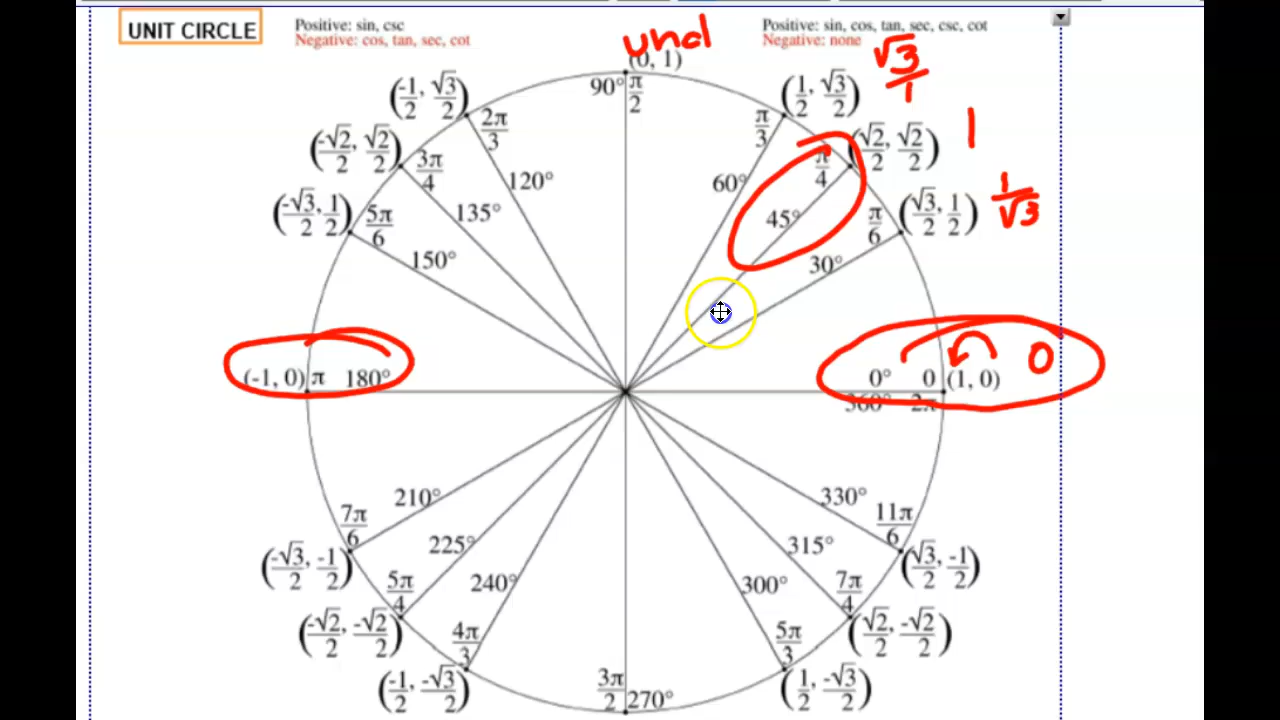 UNIT CIRCLE
Positive: sin, csc
Negative: cos, tan, sec, cot
Positive: sin, cos, tan, sec, csc, cot
Negative: none
und
(0, 1)
90° π/2
(-1/2, √3/2)
2π/3
120°
(-√2/2, √2/2)
3π/4
135°
(-√3/2, 1/2)
5π/6
150°
(1/2, √3/2)
√3/1
π/3
60°
(√2/2, √2/2)
1
π/4
45°
(√3/2, 1/2)
1/√3
π/6
30°
(-1, 0) π 180°
0° 0 (1, 0) 0
360° 2π
210°
7π/6
(-√3/2, -1/2)
225°
5π/4
(-√2/2, -√2/2)
240°
4π/3
(-1/2, -√3/2)
3π/2 270°
330°
11π/6
(√3/2, -1/2)
315°
7π/4
(√2/2, -√2/2)
300°
5π/3
(1/2, -√3/2)